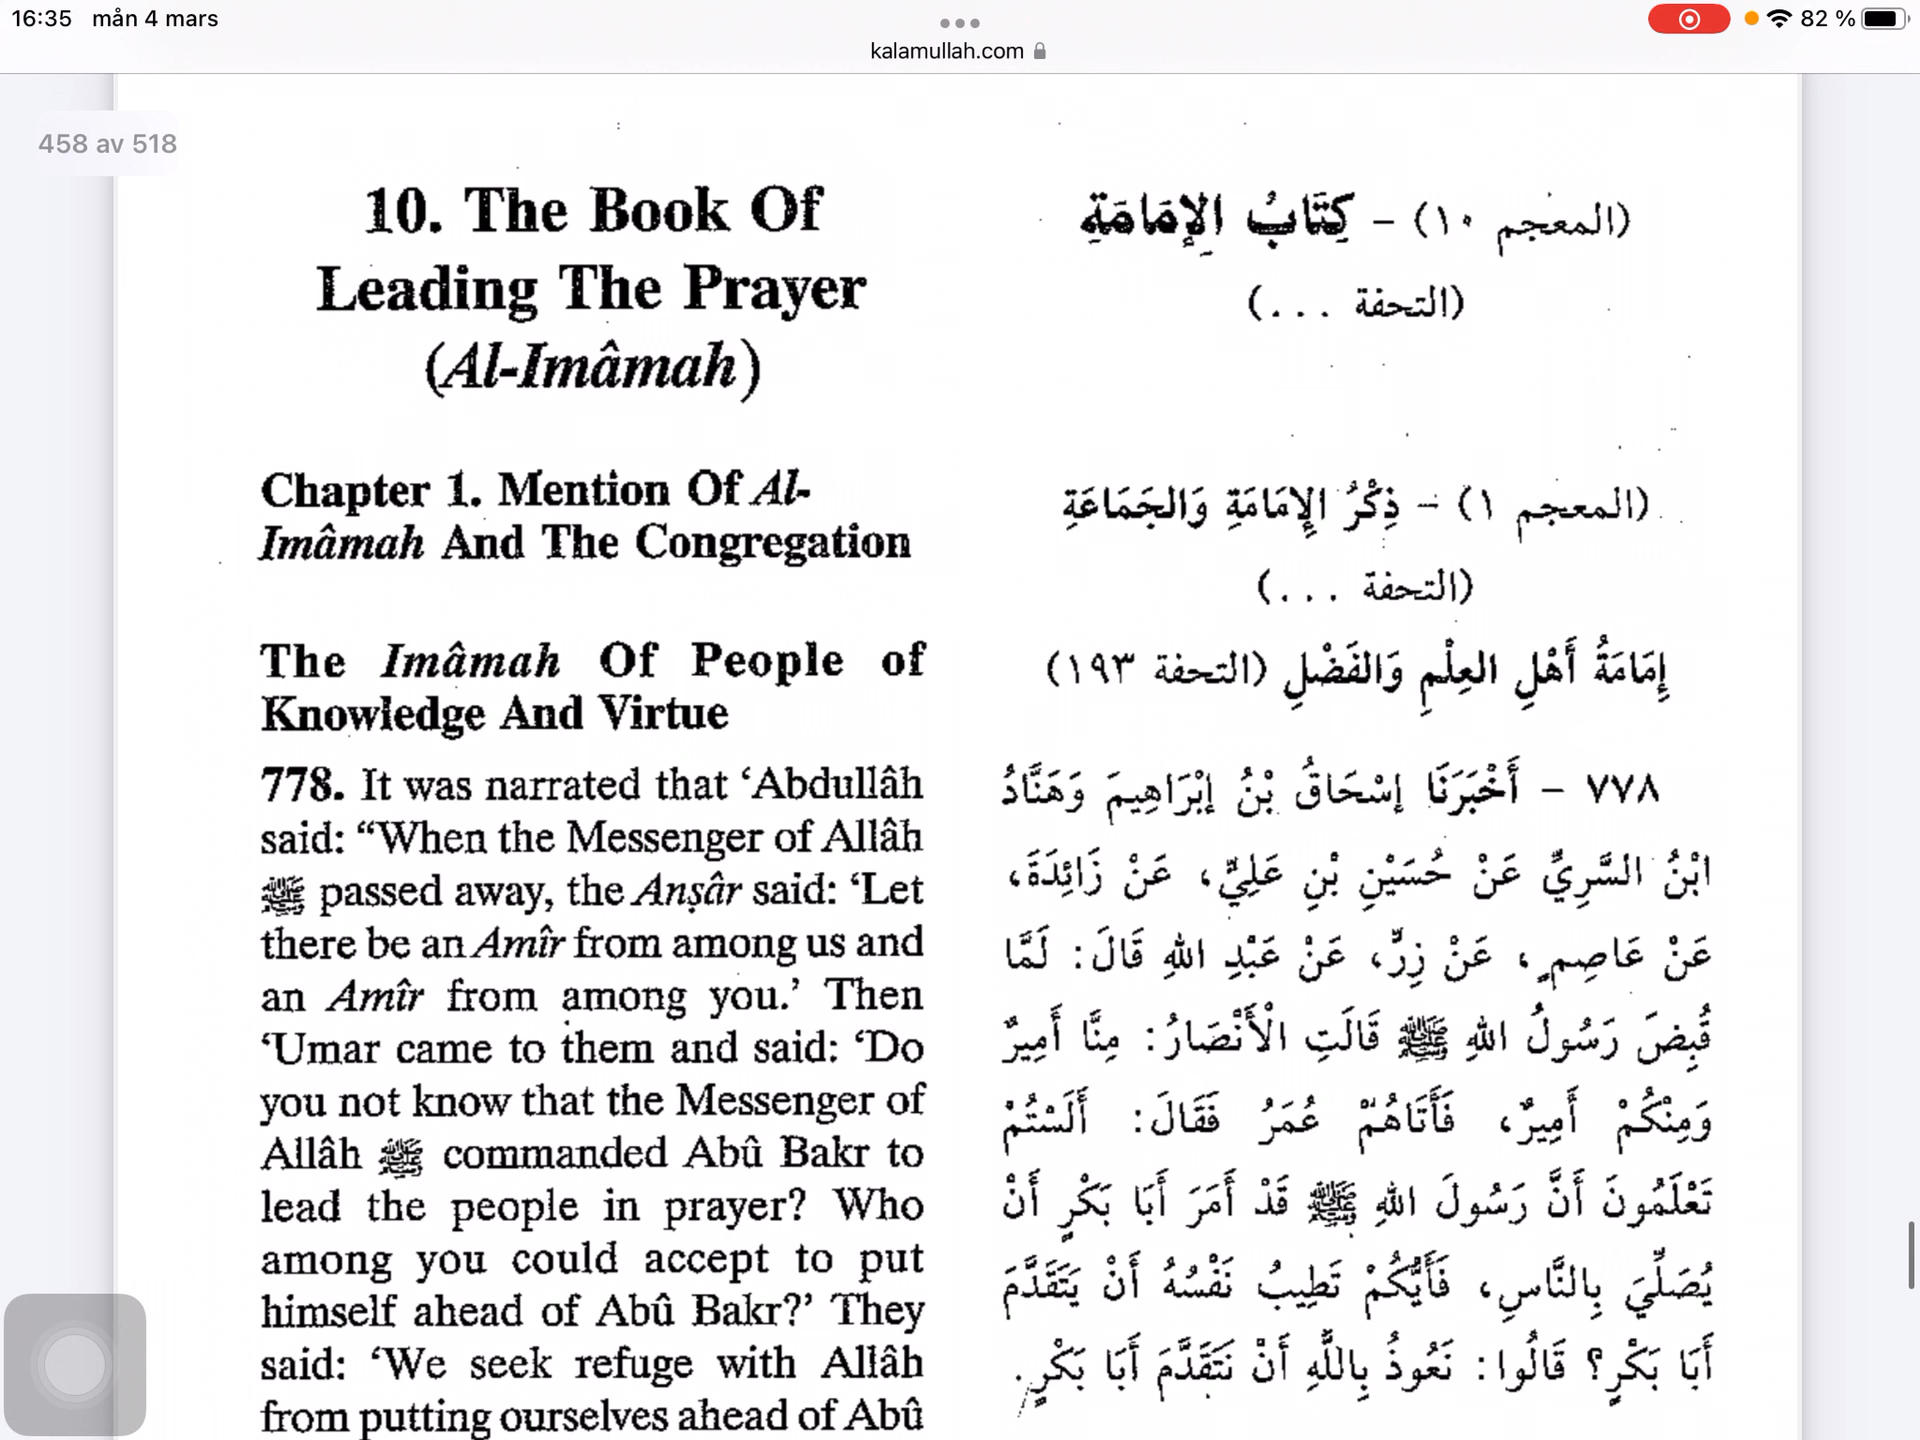 16:35 mån 4 mars
82 %
kalamullah.com
458 av 518
10. The Book Of
Leading The Prayer
(Al-Imâmah)
Chapter 1. Mention Of Al-
Imâmah And The Congregation
The Imâmah Of People of
Knowledge And Virtue
778. It was narrated that ‘Abdullâh
said: “When the Messenger of Allâh
ﷺ passed away, the Anṣâr said: ‘Let
there be an Amîr from among us and
an Amîr from among you.’ Then
‘Umar came to them and said: ‘Do
you not know that the Messenger of
Allâh ﷺ commanded Abû Bakr to
lead the people in prayer? Who
among you could accept to put
himself ahead of Abû Bakr?’ They
said: ‘We seek refuge with Allâh
from putting ourselves ahead of Abû
(المعجم ١٠) - كِتَابُ الإِمَامَةِ
(التحفة ...)
(المعجم ١) - ذِكْرُ الإِمَامَةِ وَالجَمَاعَةِ
(التحفة ...)
إِمَامَةُ أَهْلِ العِلْمِ وَالفَضْلِ (التحفة ١٩٣)
٧٧٨ - أَخْبَرَنَا إِسْحَاقُ بْنُ إِبْرَاهِيمَ وَهَنَّادُ
ابْنُ السَّرِيِّ عَنْ حُسَيْنِ بْنِ عَلِيٍّ، عَنْ زَائِدَةَ،
عَنْ عَاصِمٍ، عَنْ زِرٍّ، عَنْ عَبْدِ اللهِ قَالَ: لَمَّا
قُبِضَ رَسُولُ اللهِ ﷺ قَالَتِ الْأَنْصَارُ: مِنَّا أَمِيرٌ
وَمِنْكُمْ أَمِيرٌ، فَأَتَاهُمْ عُمَرُ فَقَالَ: أَلَسْتُمْ
تَعْلَمُونَ أَنَّ رَسُولَ اللهِ ﷺ قَدْ أَمَرَ أَبَا بَكْرٍ أَنْ
يُصَلِّيَ بِالنَّاسِ، فَأَيُّكُمْ تَطِيبُ نَفْسُهُ أَنْ يَتَقَدَّمَ
أَبَا بَكْرٍ؟ قَالُوا: نَعُوذُ بِاللَّهِ أَنْ نَتَقَدَّمَ أَبَا بَكْرٍ.